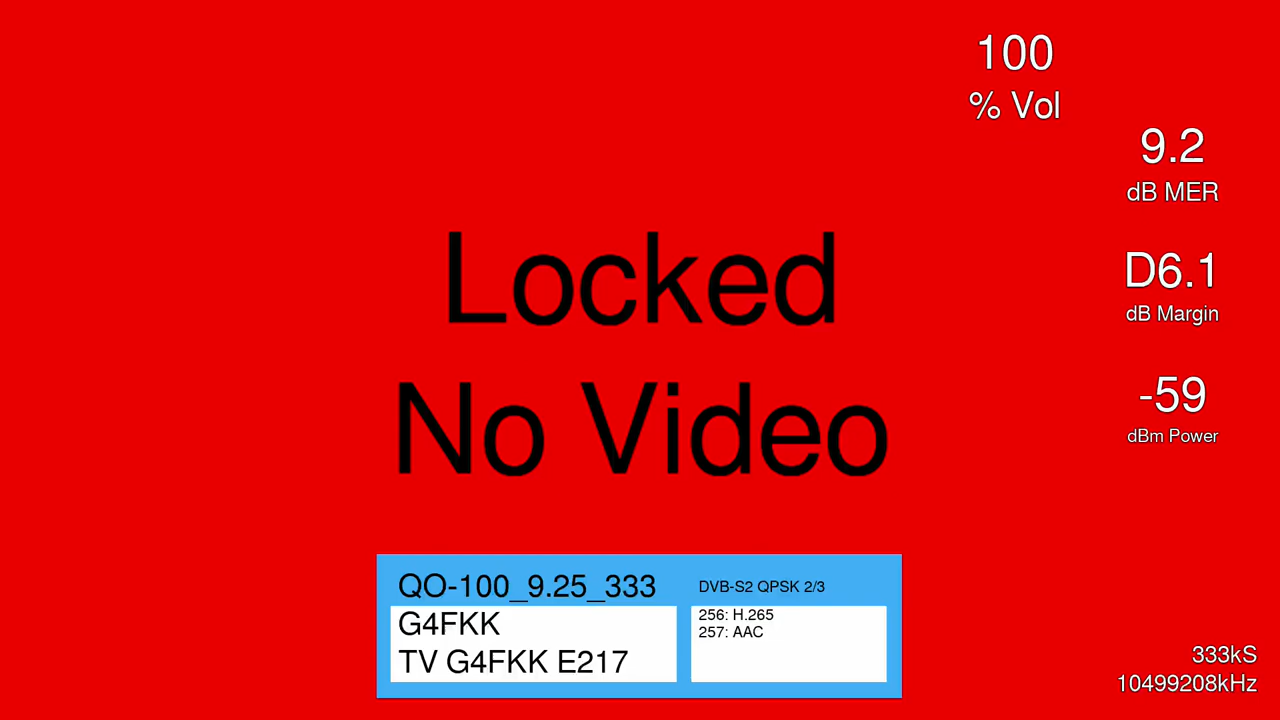 100
% Vol
9.2
dB MER
D6.1
dB Margin
-59
dBm Power
Locked
No Video
QO-100_9.25_333
G4FKK
TV G4FKK E217
DVB-S2 QPSK 2/3
256: H.265
257: AAC
333kS
10499208kHz